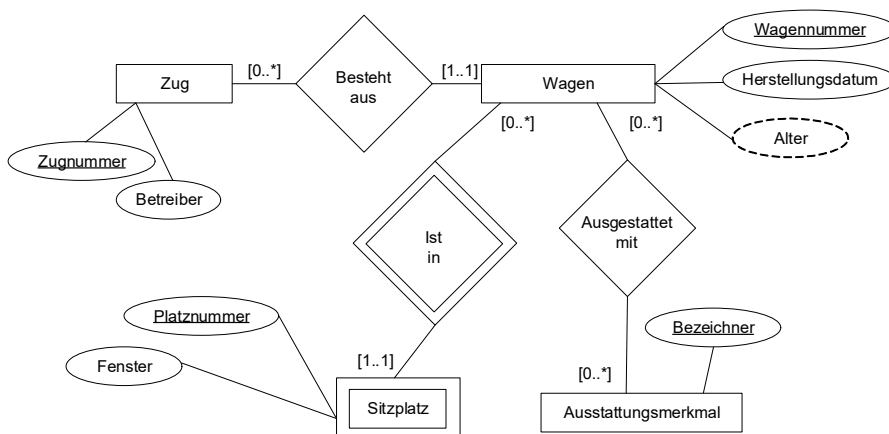 Wagennummer
[0..*]
[1..1]
Zug
Besteht
aus
Wagen
Herstellungsdatum
[0..*]
[0..*]
Alter
Zugnummer
Betreiber
Ist
in
Ausgestattet
mit
Platznummer
Bezeichner
Fenster
[1..1]
[0..*]
Sitzplatz
Ausstattungsmerkmal